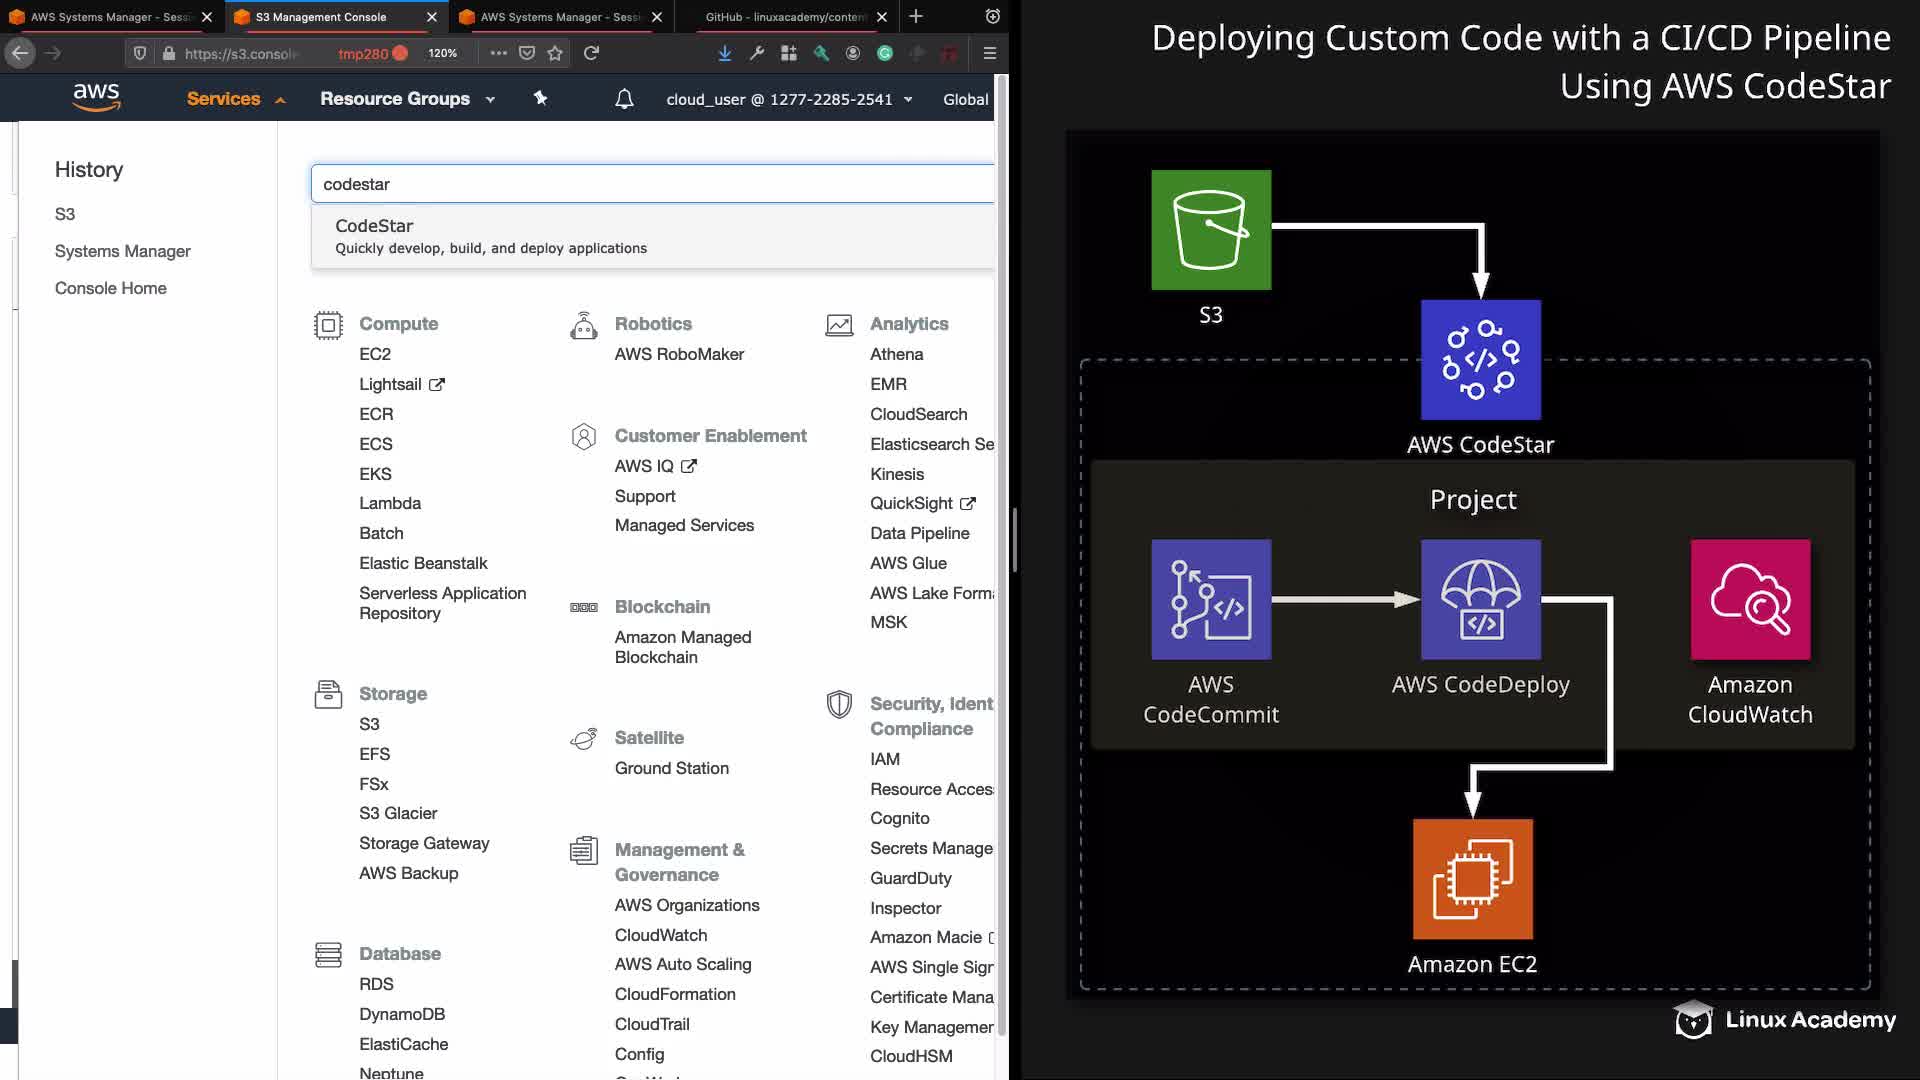 AWS Systems Manager - Sessi
S3 Management Console
AWS Systems Manager - Sessi
GitHub - linuxacademy/conten
https://s3.console
tmp280
120%
aws
Services
Resource Groups
cloud_user @ 1277-2285-2541
Global
History
S3
Systems Manager
Console Home
codestar
CodeStar
Quickly develop, build, and deploy applications
Compute
EC2
Lightsail
ECR
ECS
EKS
Lambda
Batch
Elastic Beanstalk
Serverless Application
Repository
Storage
S3
EFS
FSx
S3 Glacier
Storage Gateway
AWS Backup
Database
RDS
DynamoDB
ElastiCache
Neptune
Robotics
AWS RoboMaker
Customer Enablement
AWS IQ
Support
Managed Services
Blockchain
Amazon Managed
Blockchain
Satellite
Ground Station
Management &
Governance
AWS Organizations
CloudWatch
AWS Auto Scaling
CloudFormation
CloudTrail
Config
Analytics
Athena
EMR
CloudSearch
Elasticsearch Se
Kinesis
QuickSight
Data Pipeline
AWS Glue
AWS Lake Forma
MSK
Security, Ident
Compliance
IAM
Resource Acces
Cognito
Secrets Manage
GuardDuty
Inspector
Amazon Macie
AWS Single Sign
Certificate Mana
Key Managemen
CloudHSM
Deploying Custom Code with a CI/CD Pipeline
Using AWS CodeStar
S3
AWS CodeStar
Project
AWS
CodeCommit
AWS CodeDeploy
Amazon
CloudWatch
Amazon EC2
Linux Academy